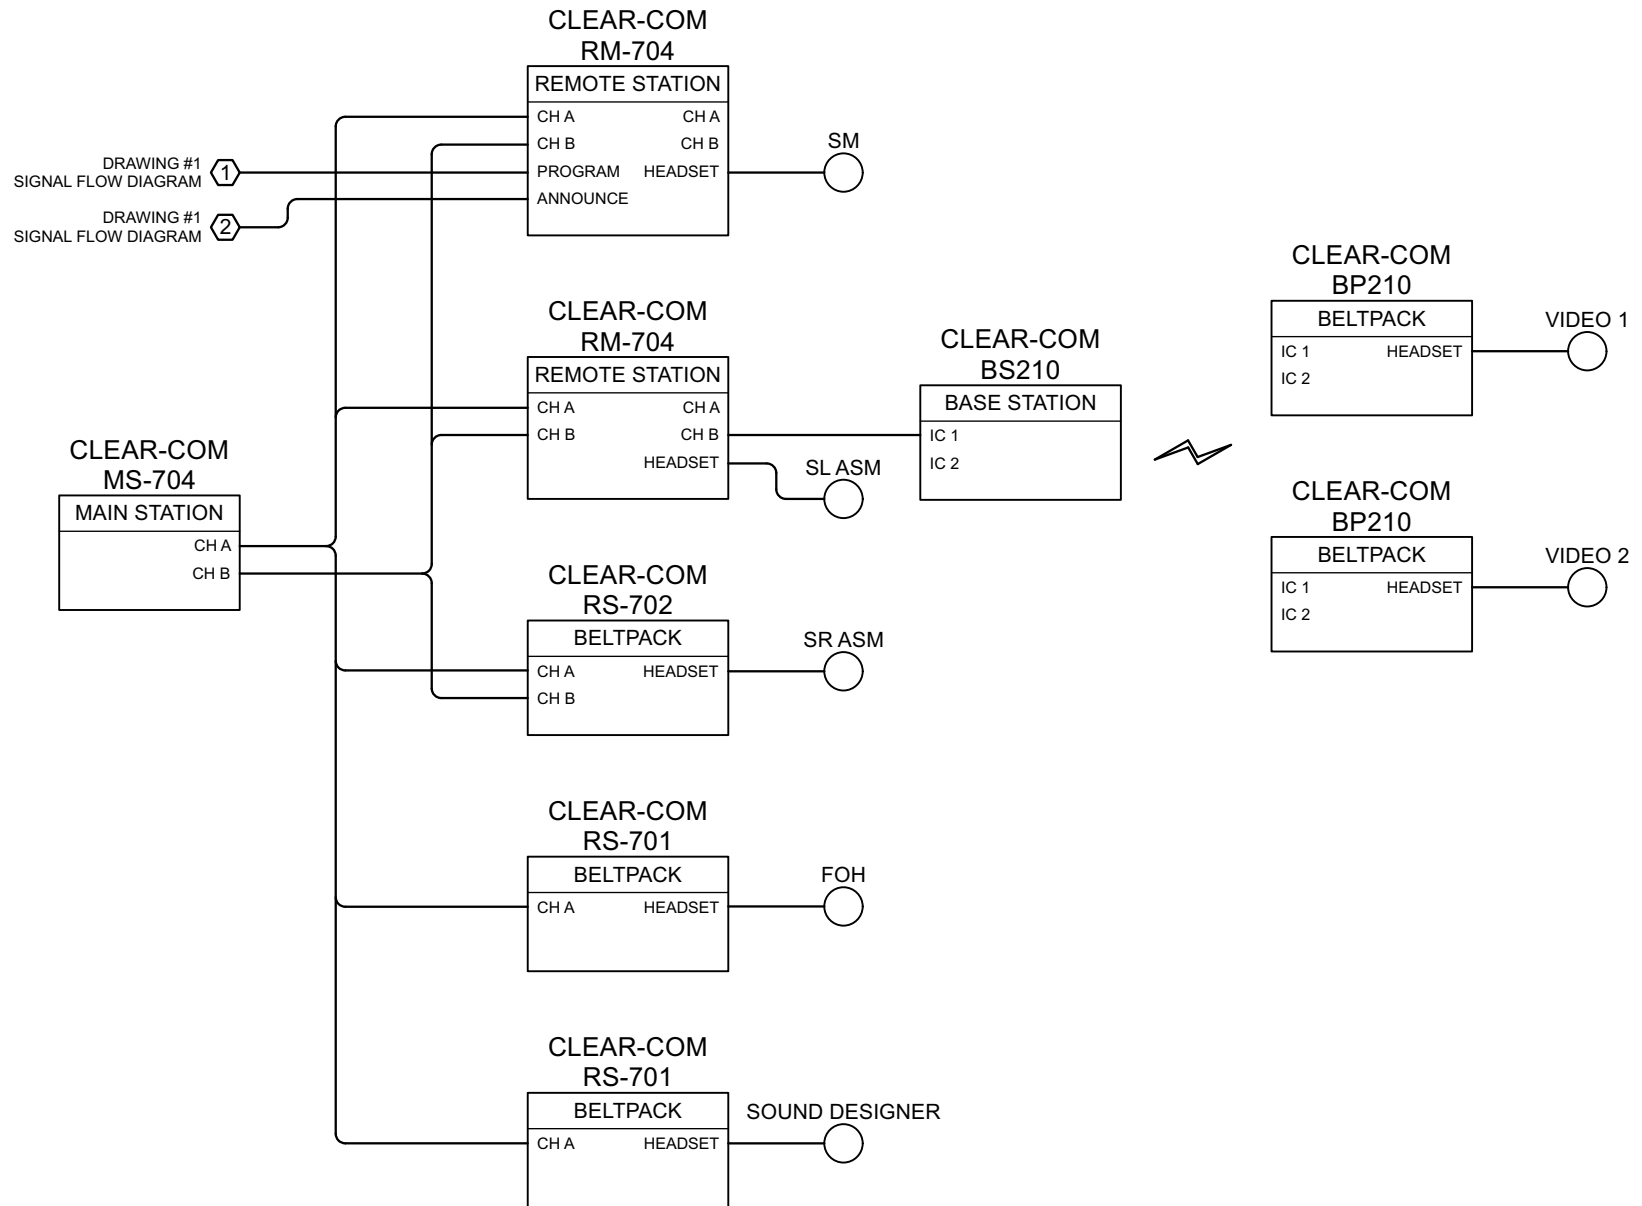 CLEAR-COM
RM-704
REMOTE STATION
CH A CH A
CH B CH B
PROGRAM HEADSET
ANNOUNCE
SM
DRAWING #1
SIGNAL FLOW DIAGRAM
1
DRAWING #1
SIGNAL FLOW DIAGRAM
2
CLEAR-COM
RM-704
REMOTE STATION
CH A CH A
CH B CH B
HEADSET
SL ASM
CLEAR-COM
BS210
BASE STATION
IC 1
IC 2
CLEAR-COM
BP210
BELTPACK
IC 1 HEADSET
IC 2
VIDEO 1
CLEAR-COM
BP210
BELTPACK
IC 1 HEADSET
IC 2
VIDEO 2
CLEAR-COM
MS-704
MAIN STATION
CH A
CH B
CLEAR-COM
RS-702
BELTPACK
CH A HEADSET
CH B
SR ASM
CLEAR-COM
RS-701
BELTPACK
CH A HEADSET
FOH
CLEAR-COM
RS-701
BELTPACK
CH A HEADSET
SOUND DESIGNER